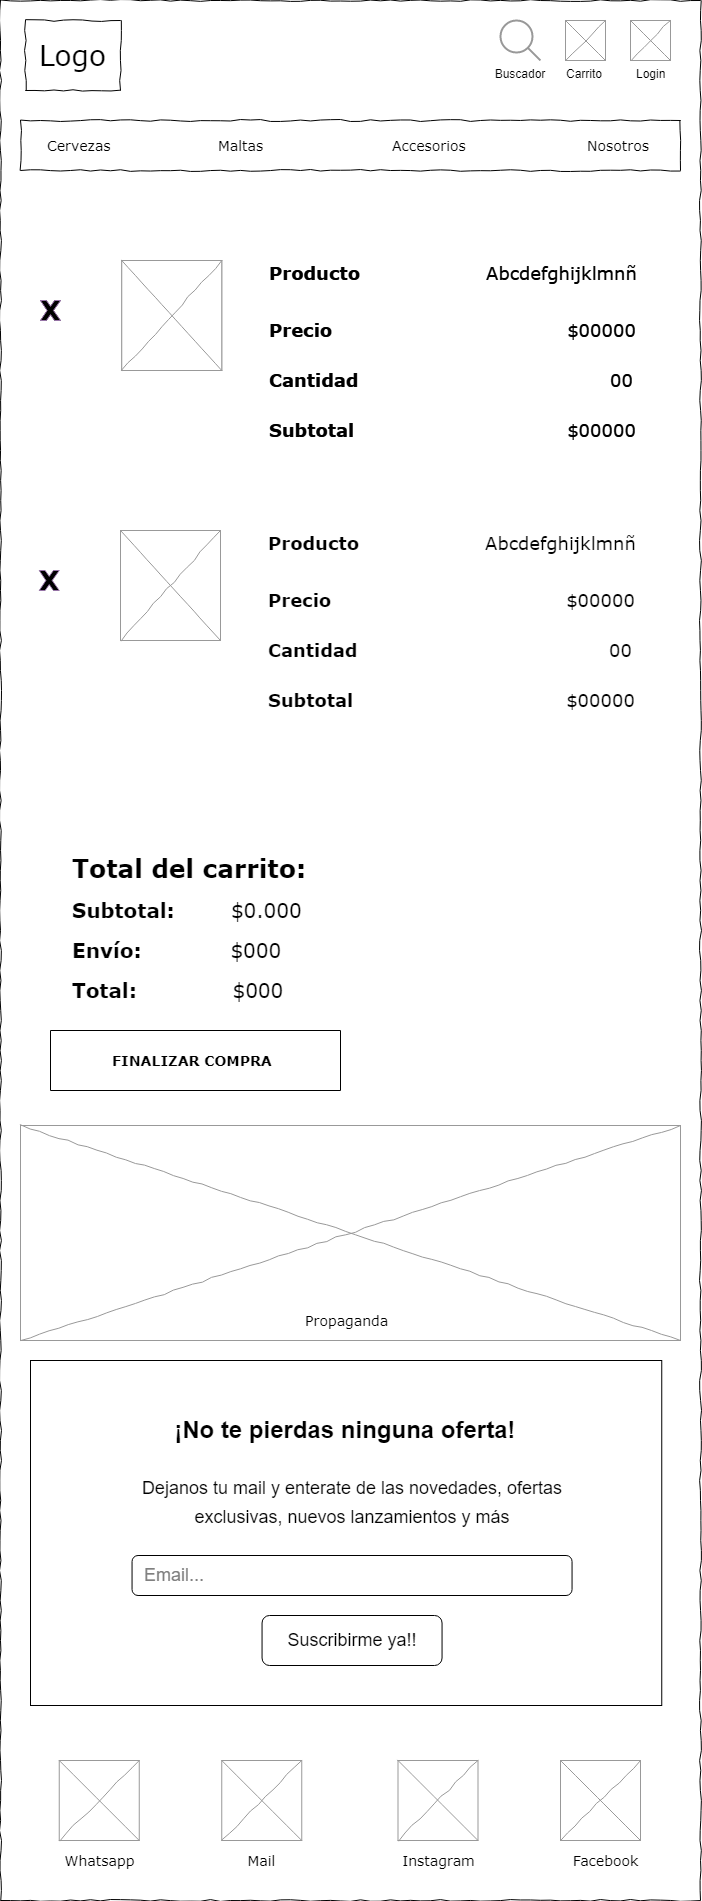 Logo
Buscador Carrito Login
Cervezas Maltas Accesorios Nosotros
Producto Abcdefghijklmnñ
X
Precio $00000
Cantidad 00
Subtotal $00000
Producto Abcdefghijklmnñ
X
Precio $00000
Cantidad 00
Subtotal $00000
Total del carrito:
Subtotal: $0.000
Envío: $000
Total: $000
FINALIZAR COMPRA
Propaganda
¡No te pierdas ninguna oferta!
Dejanos tu mail y enterate de las novedades, ofertas
exclusivas, nuevos lanzamientos y más
Email...
Suscribirme ya!!
Whatsapp Mail Instagram Facebook